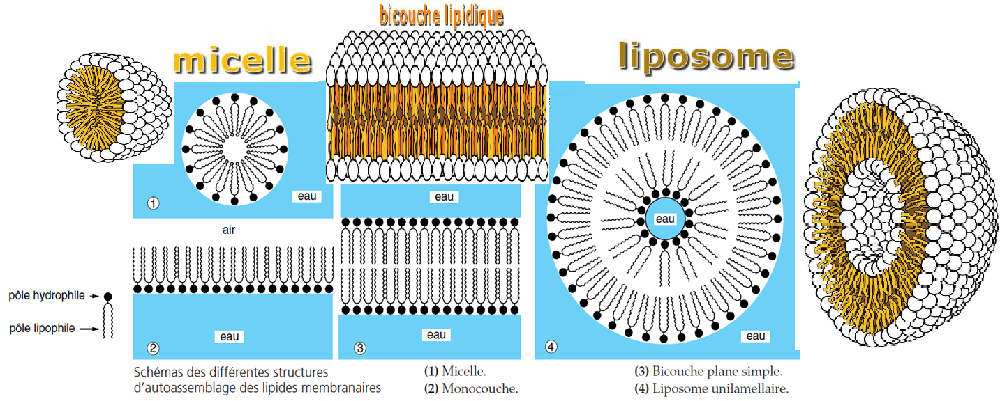 bicouche lipidique
micelle
liposome
eau
1
air
pôle hydrophile
pôle lipophile
eau
2
eau
eau
3
eau
eau
4
Schémas des différentes structures
d'autoassemblage des lipides membranaires
(1) Micelle.
(2) Monocouche.
(3) Bicouche plane simple.
(4) Liposome unilamellaire.